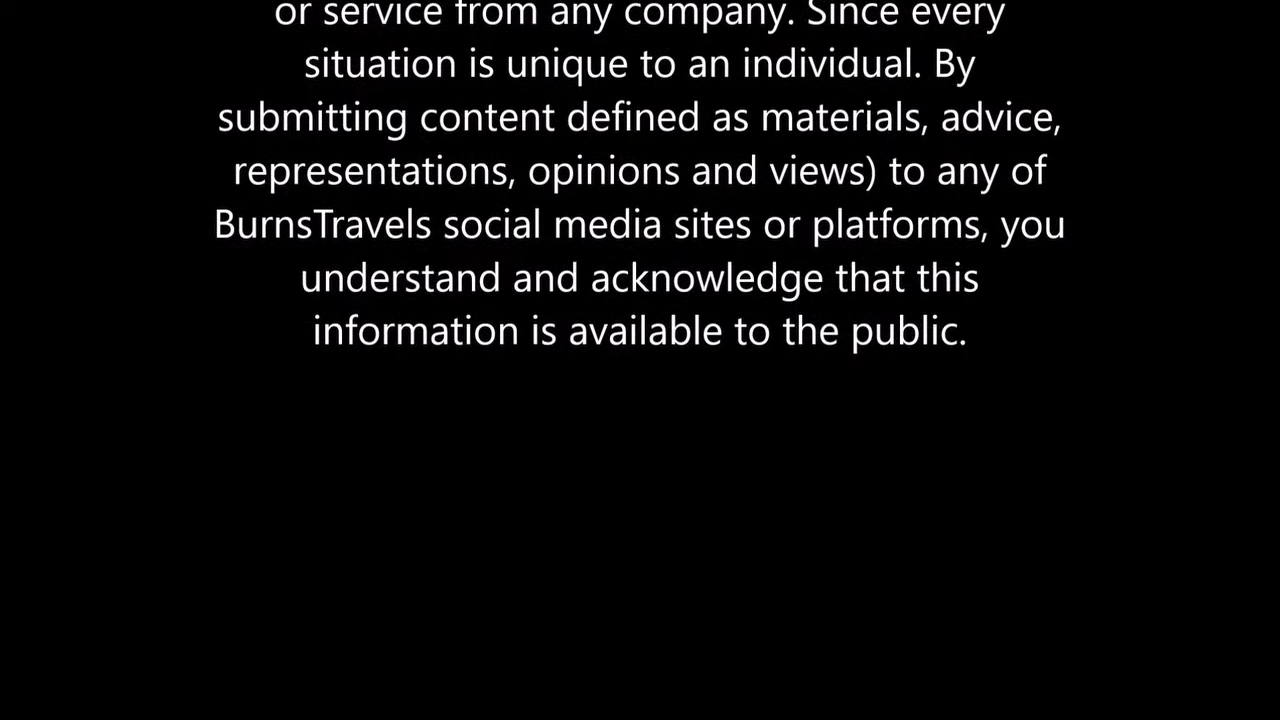 or service from any company. Since every
situation is unique to an individual. By
submitting content defined as materials, advice,
representations, opinions and views) to any of
BurnsTravels social media sites or platforms, you
understand and acknowledge that this
information is available to the public.